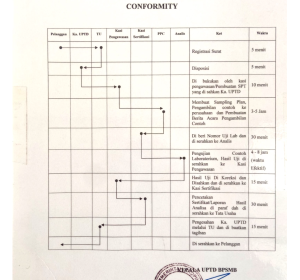 CONFORMITY
Pelanggan
Ka. UPTD
TU
Kasi
Pengawasan
Kasi
Sertifikasi
PPC
Analis
Ket
Waktu
Registrasi Surat
5 menit
Disposisi
5 menit
Di lakukan oleh kasi
pengawasan/Pembuatan SPT
yang di sahkan Ka. UPTD
10 menit
Membuat Sampling Plan,
Pengambilan contoh ke
perusahaan dan Pembuatan
Berita Acara Pengambilan
Contoh
Di beri Nomor Uji Lab dan
di serahkan ke Analis
30 menit
Pengujian Contoh
Laboratorium, Hasil Uji di
serahkan ke Kasi
Pengawasan
4 - 8 jam
(waktu
Efektif)
Hasil Uji Di Koreksi dan
Disahkan dan di serahkan ke
Kasi Sertifikasi
15 menit
Pencetakan
Sertifikat/Laporan Hasil
Analisa di paraf dan di
serahkan ke Tata Usaha
30 menit
Pengesahan Ka. UPTD
melalui TU dan di buatkan
tagihan
15 menit
Di serahkan ke Pelanggan
KEPALA UPTD BPSMB